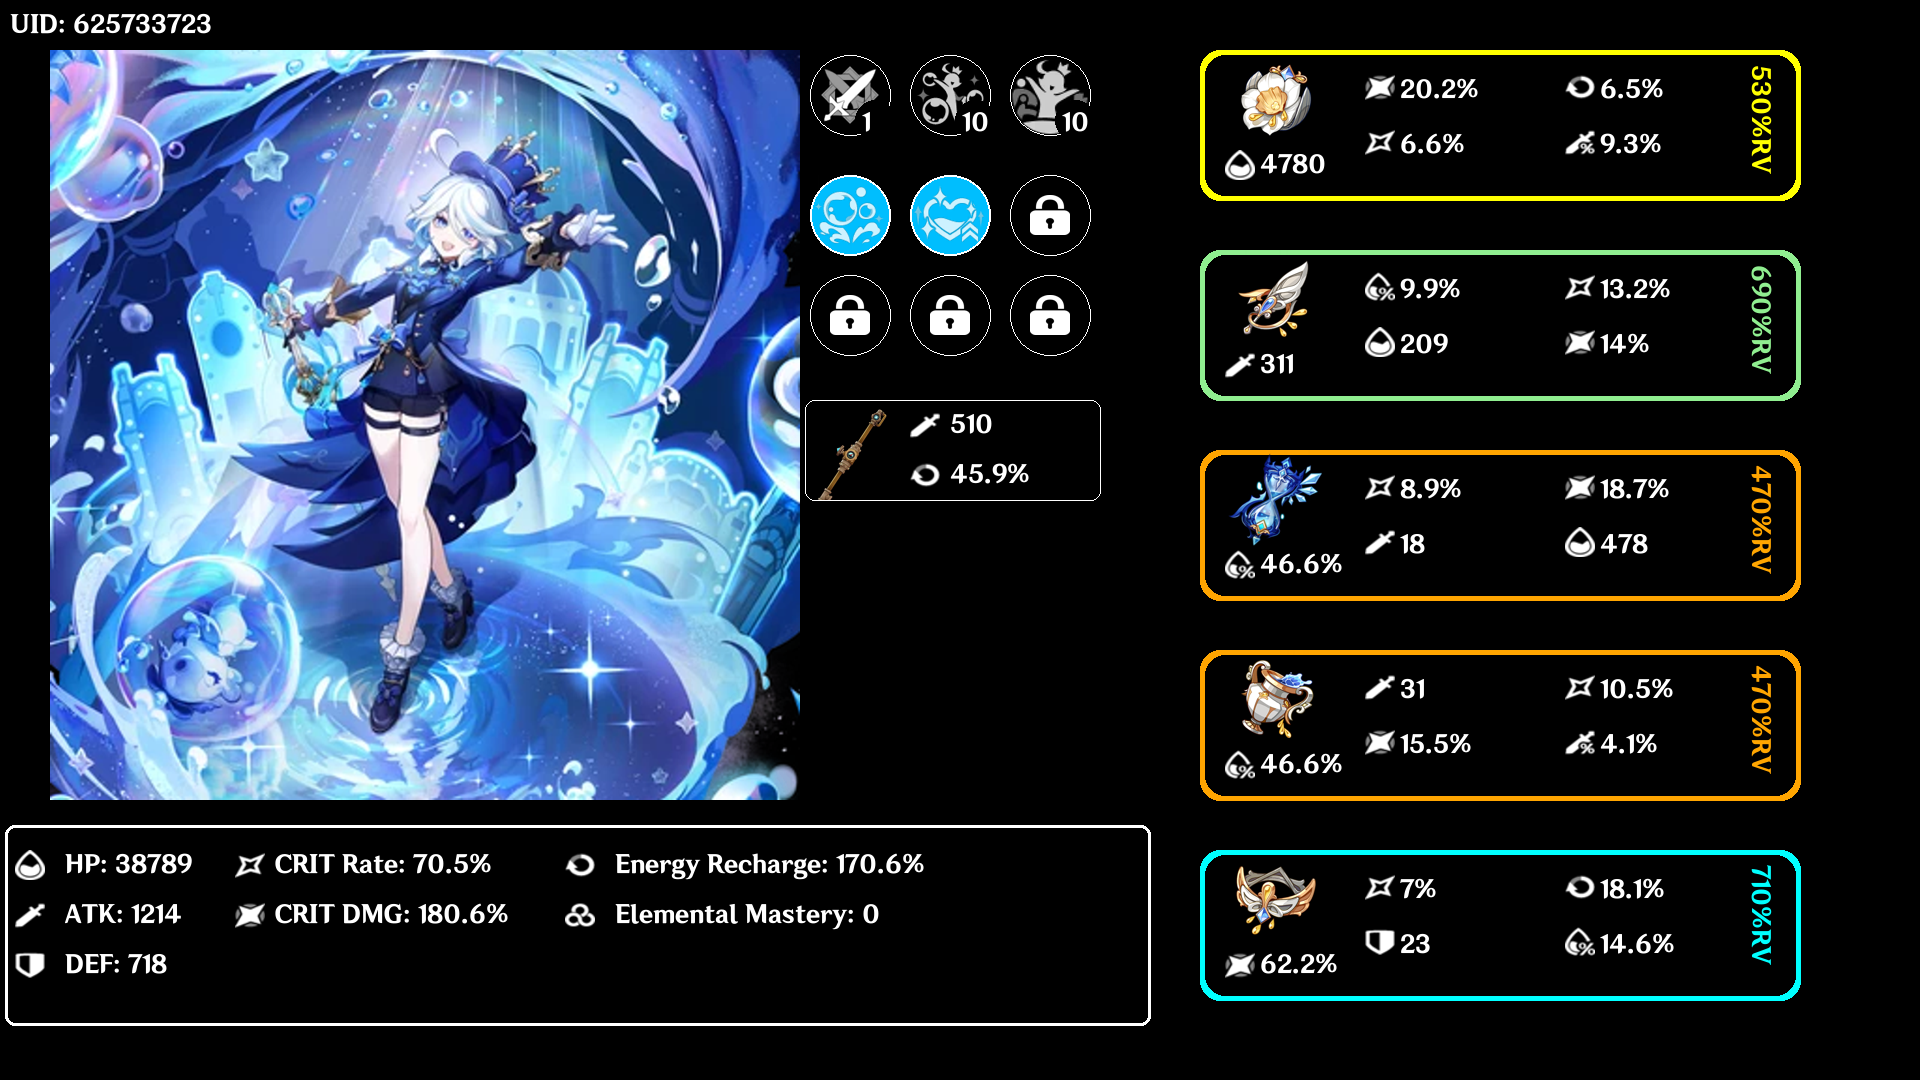 UID: 625733723
1
10
10
510
45.9%
HP: 38789
CRIT Rate: 70.5%
Energy Recharge: 170.6%
ATK: 1214
CRIT DMG: 180.6%
Elemental Mastery: 0
DEF: 718
4780
20.2%
6.5%
6.6%
9.3%
530%RV
311
9.9%
13.2%
209
14%
690%RV
46.6%
8.9%
18.7%
18
478
470%RV
46.6%
31
10.5%
15.5%
4.1%
470%RV
62.2%
7%
18.1%
23
14.6%
710%RV